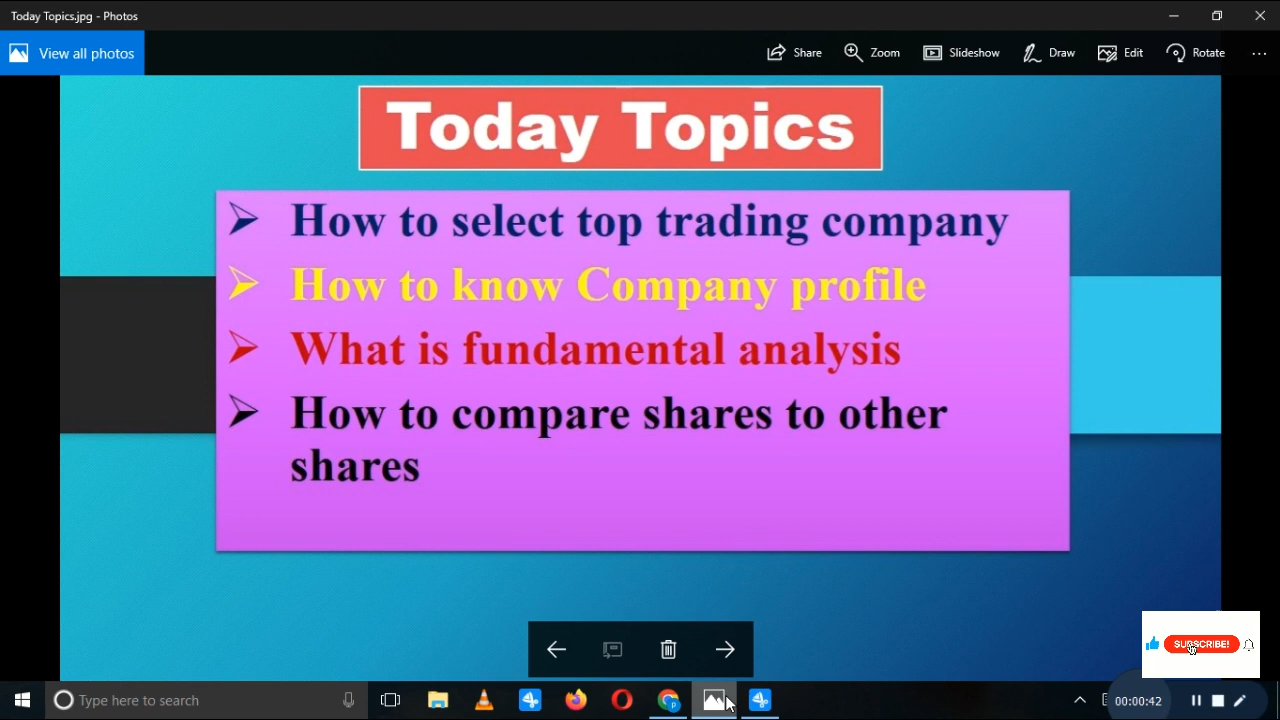 Today Topics.jpg - Photos
View all photos
Share
Zoom
Slideshow
Draw
Edit
Rotate
Today Topics
How to select top trading company
How to know Company profile
What is fundamental analysis
How to compare shares to other
shares
SUBSCRIBE!
Type here to search
00:00:42